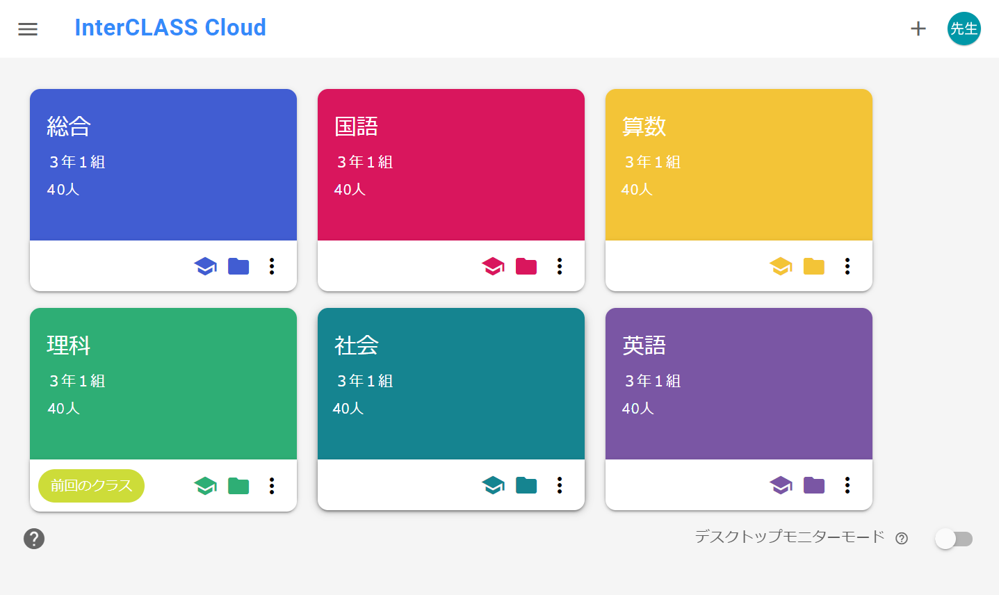 InterCLASS Cloud
先生
総合
３年１組
40人
国語
３年１組
40人
算数
３年１組
40人
理科
３年１組
40人
前回のクラス
社会
３年１組
40人
英語
３年１組
40人
デスクトップモニターモード